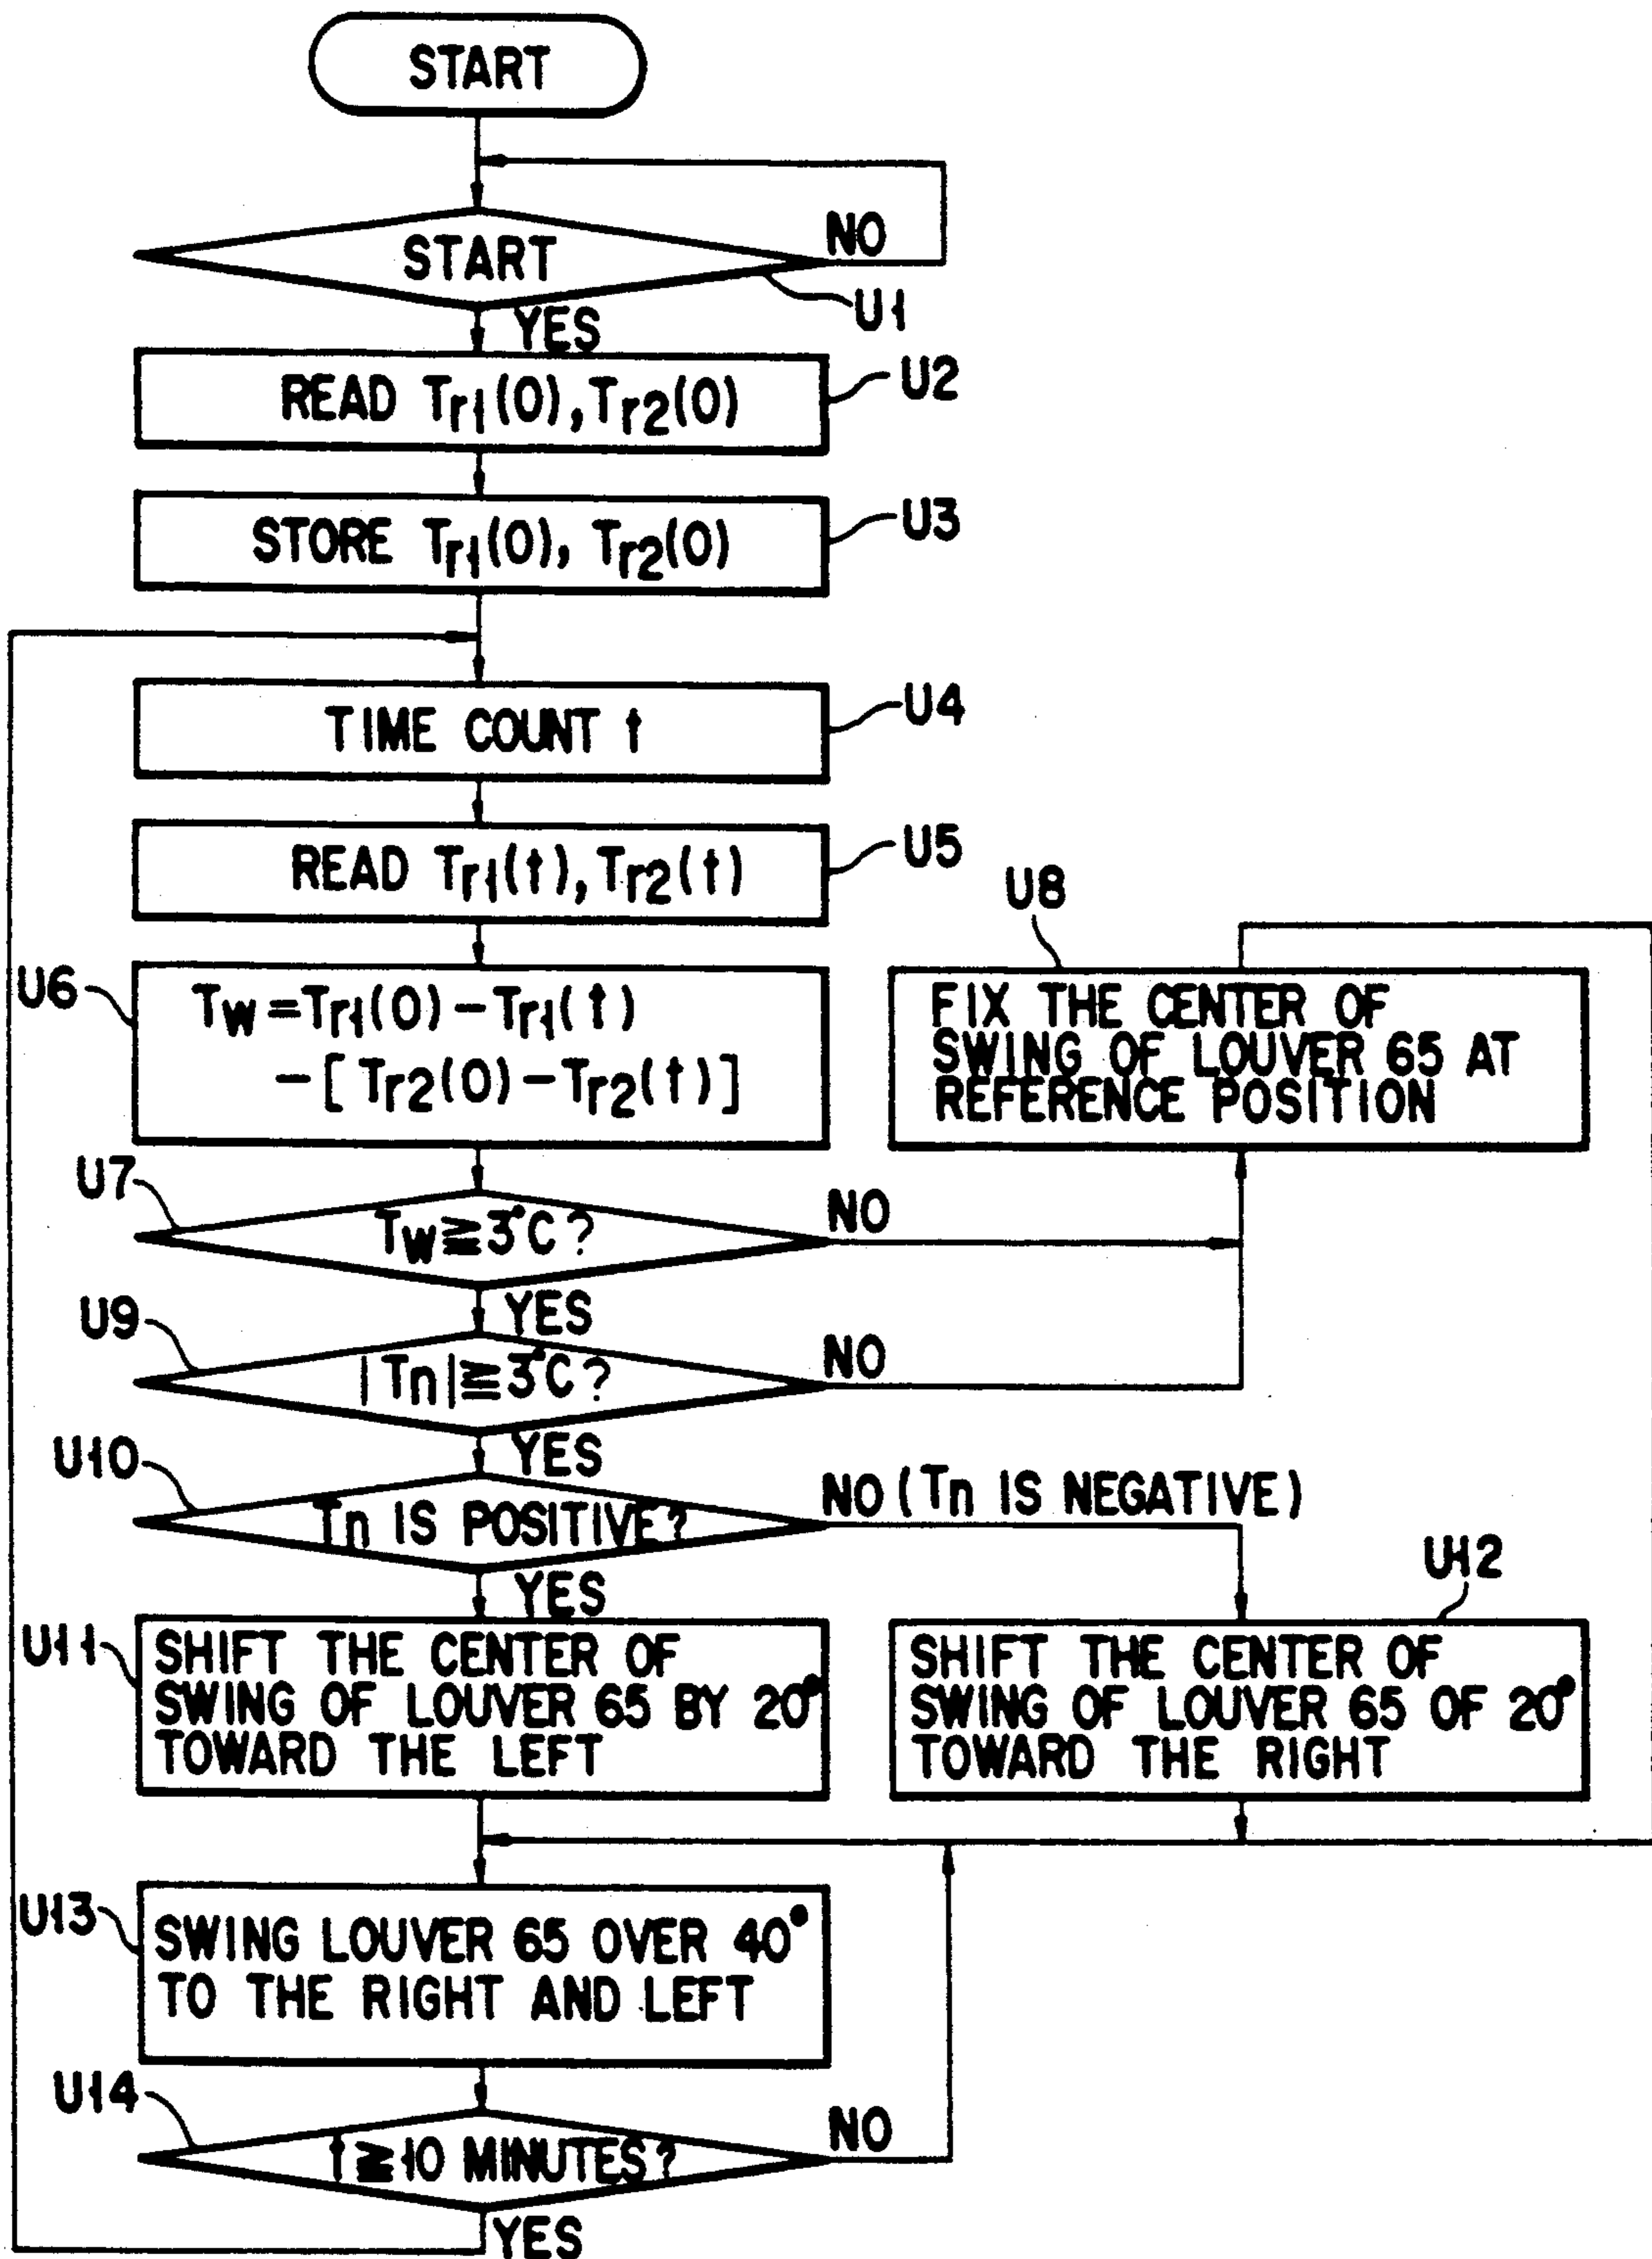 START
START
NO
U1
YES
READ Tr1(0), Tr2(0)
U2
STORE Tr1(0), Tr2(0)
U3
TIME COUNT t
U4
READ Tr1(t), Tr2(t)
U5
U6
Tw=Tr1(0)-Tr1(t)
-[Tr2(0)-Tr2(t)]
U8
FIX THE CENTER OF
SWING OF LOUVER 65 AT
REFERENCE POSITION
U7
Tw≧3°C?
NO
YES
U9
|Tn|≧3°C?
NO
YES
U10
Tn IS POSITIVE?
NO (Tn IS NEGATIVE)
YES
U11
SHIFT THE CENTER OF
SWING OF LOUVER 65 BY 20°
TOWARD THE LEFT
U12
SHIFT THE CENTER OF
SWING OF LOUVER 65 OF 20°
TOWARD THE RIGHT
U13
SWING LOUVER 65 OVER 40°
TO THE RIGHT AND LEFT
U14
t≧10 MINUTES?
NO
YES